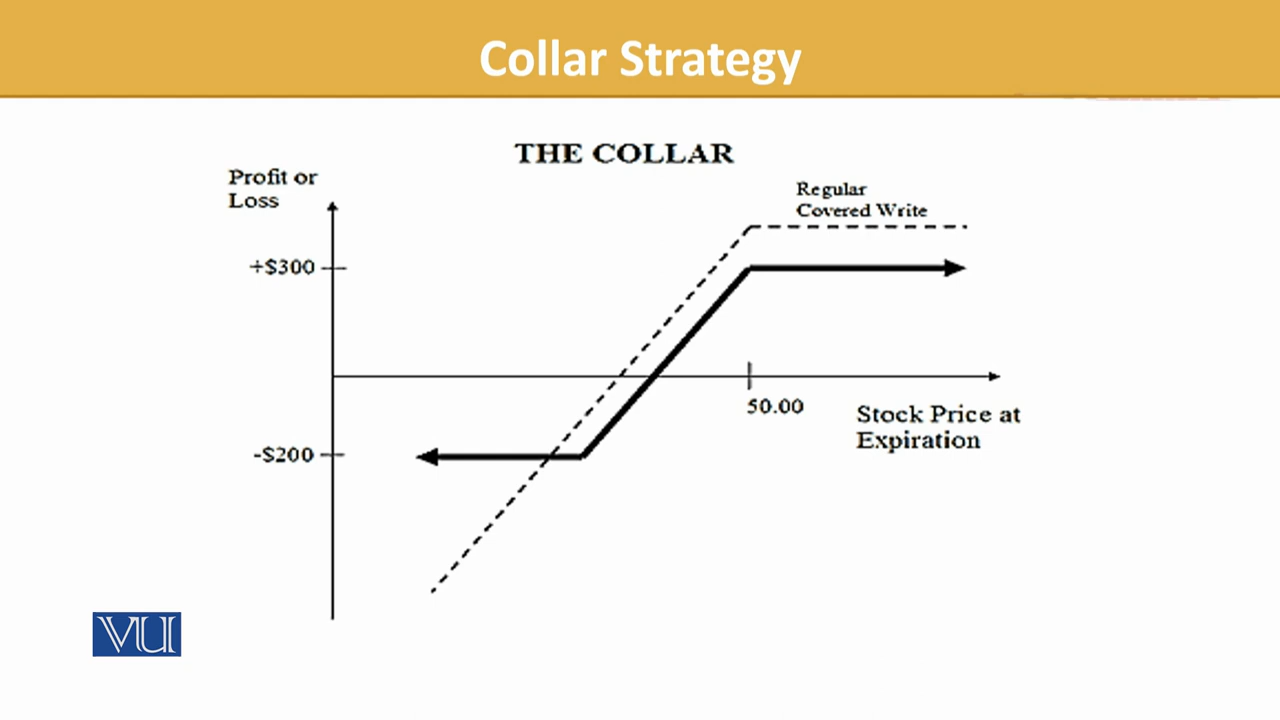 Collar Strategy
THE COLLAR
Profit or
Loss
Regular
Covered Write
+$300
50.00
Stock Price at
Expiration
-$200
VU